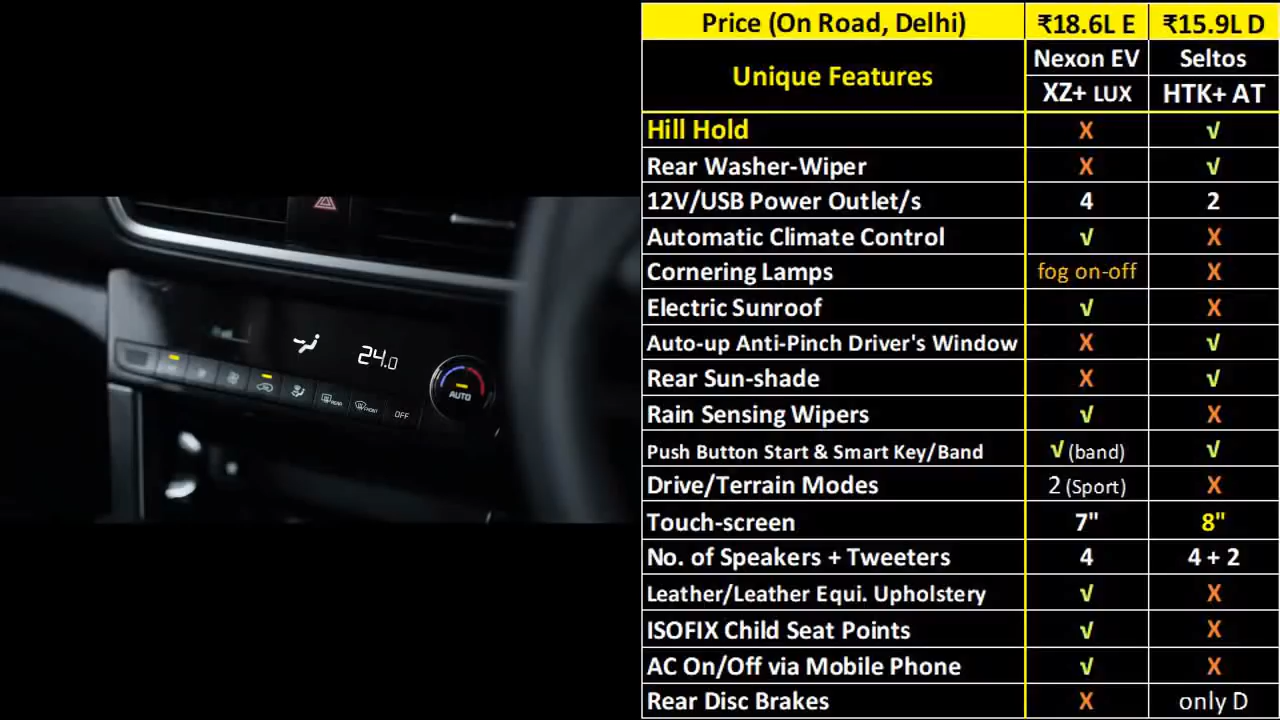 24.0
AUTO
REAR
FRONT
OFF
Price (On Road, Delhi) ₹18.6L E ₹15.9L D
Unique Features Nexon EV Seltos
XZ+ LUX HTK+ AT
Hill Hold X √
Rear Washer-Wiper X √
12V/USB Power Outlet/s 4 2
Automatic Climate Control √ X
Cornering Lamps fog on-off X
Electric Sunroof √ X
Auto-up Anti-Pinch Driver's Window X √
Rear Sun-shade X √
Rain Sensing Wipers √ X
Push Button Start & Smart Key/Band √ (band) √
Drive/Terrain Modes 2 (Sport) X
Touch-screen 7" 8"
No. of Speakers + Tweeters 4 4 + 2
Leather/Leather Equi. Upholstery √ X
ISOFIX Child Seat Points √ X
AC On/Off via Mobile Phone √ X
Rear Disc Brakes X only D